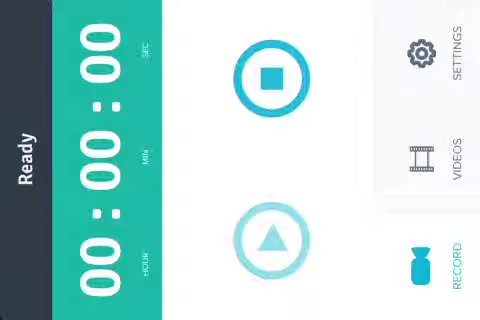 Ready
00 : 00 : 00
HOUR MIN SEC
RECORD VIDEOS SETTINGS